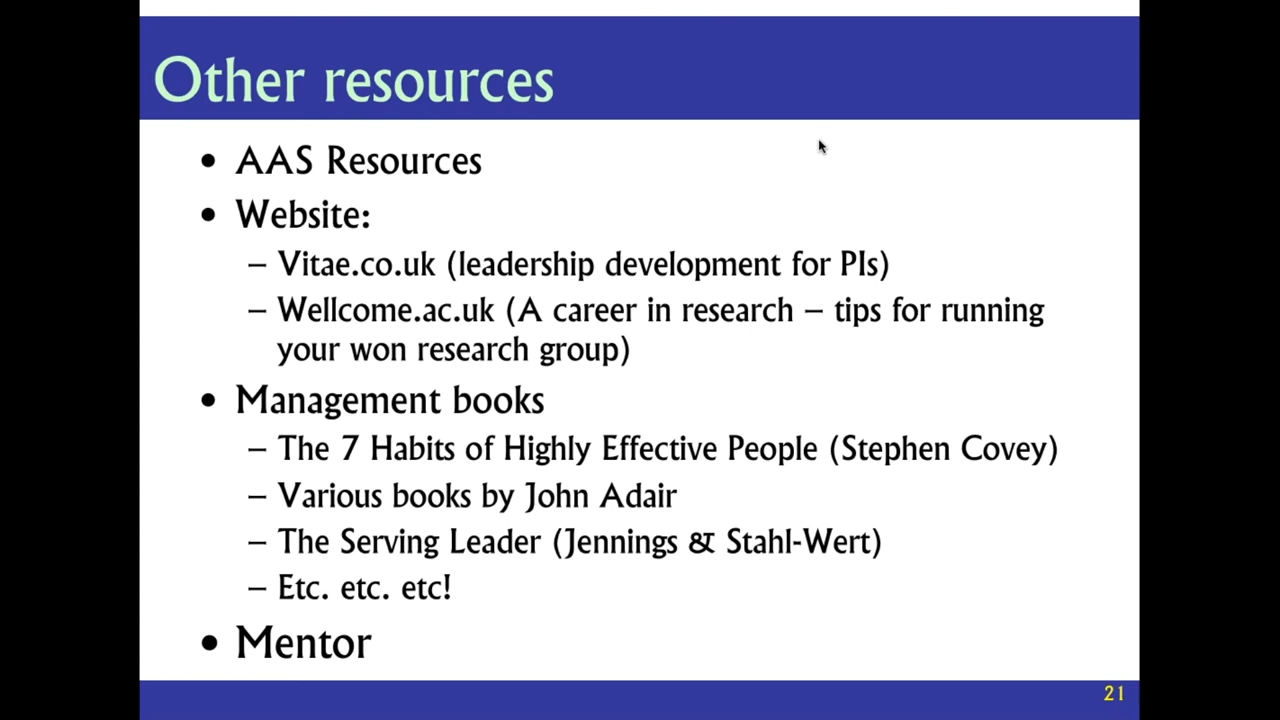 Other resources
• AAS Resources
• Website:
– Vitae.co.uk (leadership development for PIs)
– Wellcome.ac.uk (A career in research – tips for running
your won research group)
• Management books
– The 7 Habits of Highly Effective People (Stephen Covey)
– Various books by John Adair
– The Serving Leader (Jennings & Stahl-Wert)
– Etc. etc. etc!
• Mentor
21